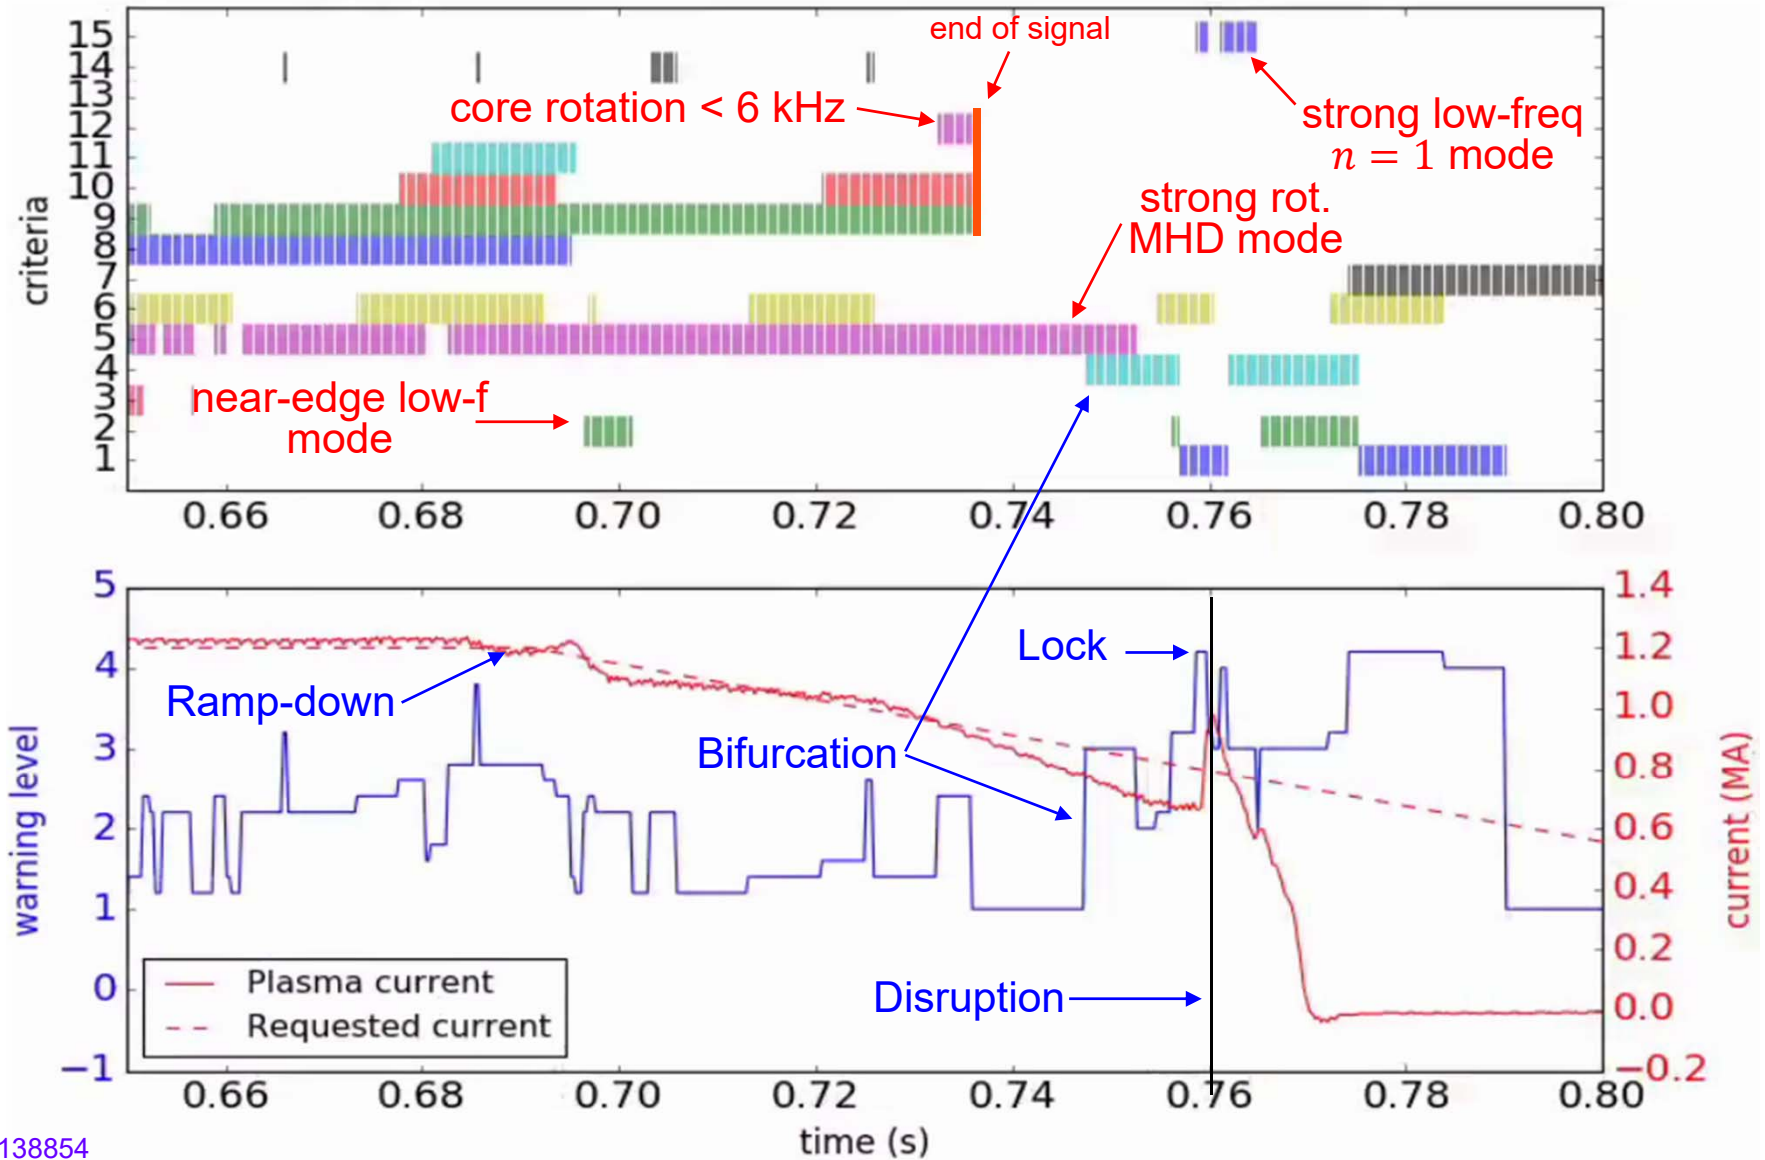 end of signal
15
14
13
12
11
10
9
8
7
6
5
4
3
2
1
criteria
core rotation < 6 kHz
strong low-freq
n = 1 mode
strong rot.
MHD mode
near-edge low-f
mode
0.66 0.68 0.70 0.72 0.74 0.76 0.78 0.80
5
4
3
2
1
0
−1
warning level
1.4
1.2
1.0
0.8
0.6
0.4
0.2
0.0
−0.2
current (MA)
Lock
Ramp-down
Bifurcation
Disruption
Plasma current
Requested current
0.66 0.68 0.70 0.72 0.74 0.76 0.78 0.80
time (s)
138854